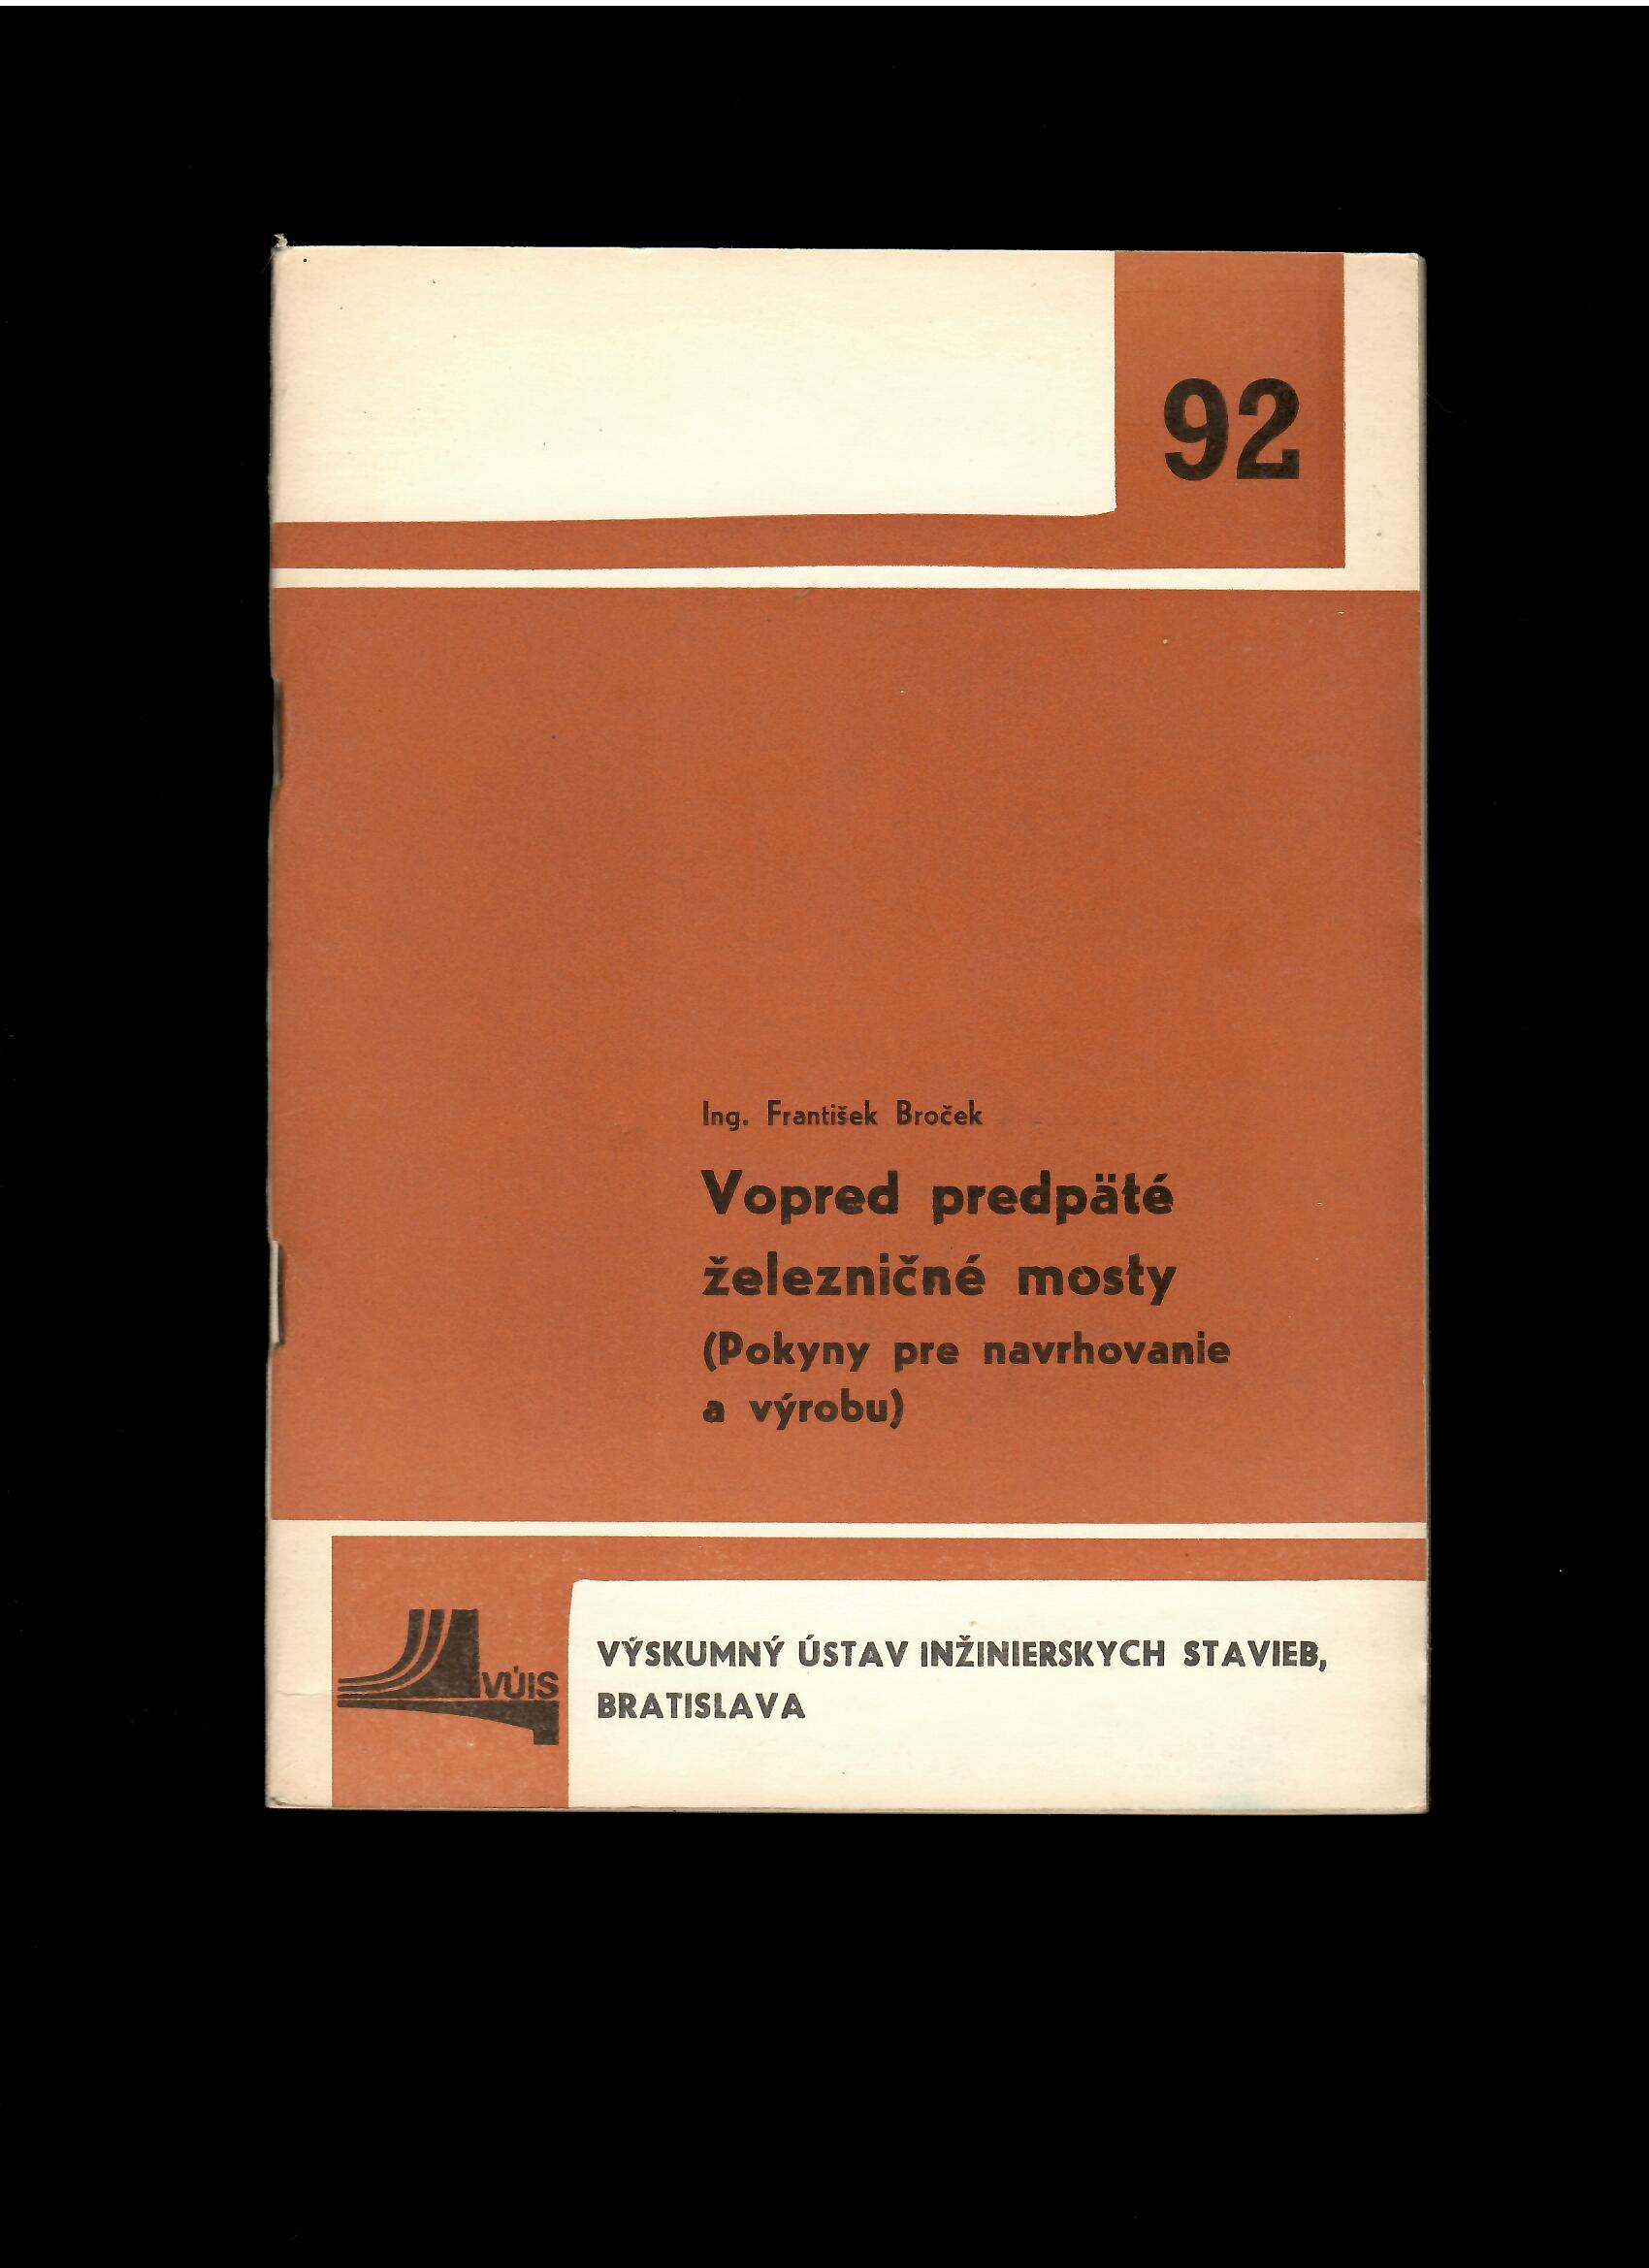 92
Ing. František Broček
Vopred predpäté
železničné mosty
(Pokyny pre navrhovanie
a výrobu)
VÚIS
VÝSKUMNÝ ÚSTAV INŽINIERSKYCH STAVIEB,
BRATISLAVA